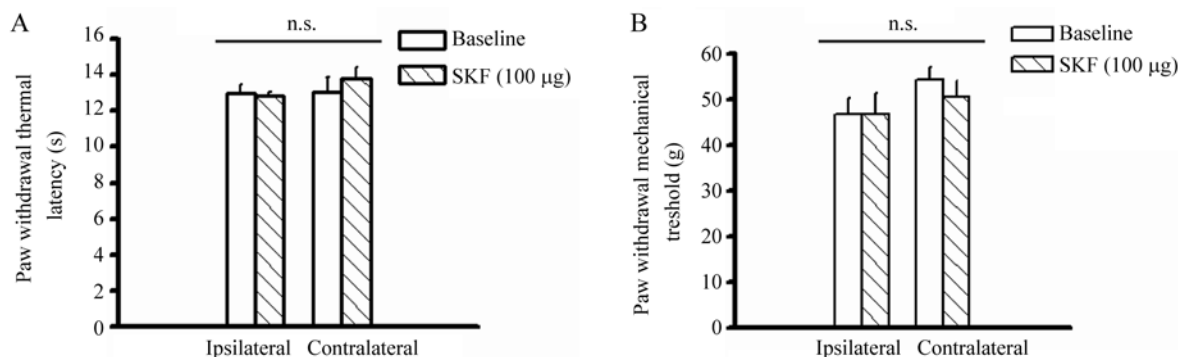 A
n.s.
Baseline
SKF (100 μg)
16
14
12
10
8
6
4
2
0
Paw withdrawal thermal
latency (s)
Ipsilateral Contralateral
B
n.s.
Baseline
SKF (100 μg)
60
50
40
30
20
10
0
Paw withdrawal mechanical
treshold (g)
Ipsilateral Contralateral